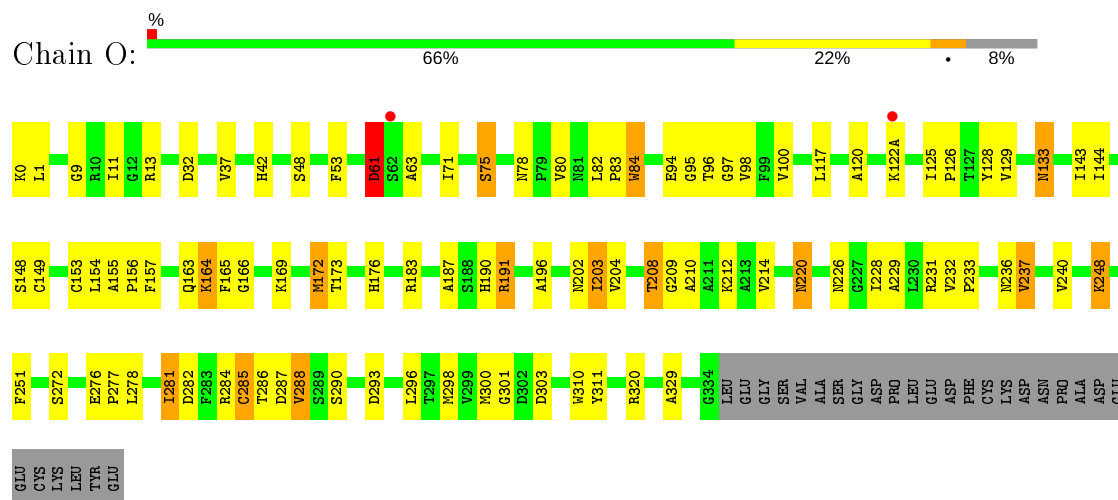 %
Chain O:
66% 22% • 8%
K0 L1 G9 R10 I11 G12 R13 D32 V37 H42 S48 F53 D61 S62 A63 I71 S75 N78 P79 V80 N81 L82 P83 W84 E94 G95 T96 G97 V98 F99 V100 L117 A120 K122A I125 P126 T127 Y128 V129 N133 I143 I144
S148 C149 C153 L154 A155 P156 F157 Q163 K164 F165 G166 K169 M172 T173 H176 R183 A187 S188 H190 R191 A196 N202 I203 V204 T208 G209 A210 A211 K212 A213 V214 N220 N226 G227 I228 A229 L230 R231 V232 P233 N236 V237 V240 K248
F251 S272 E276 P277 L278 I281 D282 F283 R284 C285 T286 D287 V288 S289 S290 D293 L296 T297 M298 V299 M300 G301 D302 D303 W310 Y311 R320 A329 G334 LEU GLU GLY SER VAL ALA SER GLY ASP PRO LEU GLU ASP PHE CYS LYS ASP ASN PRO ALA ASP GLU
GLU CYS LYS LEU TYR GLU